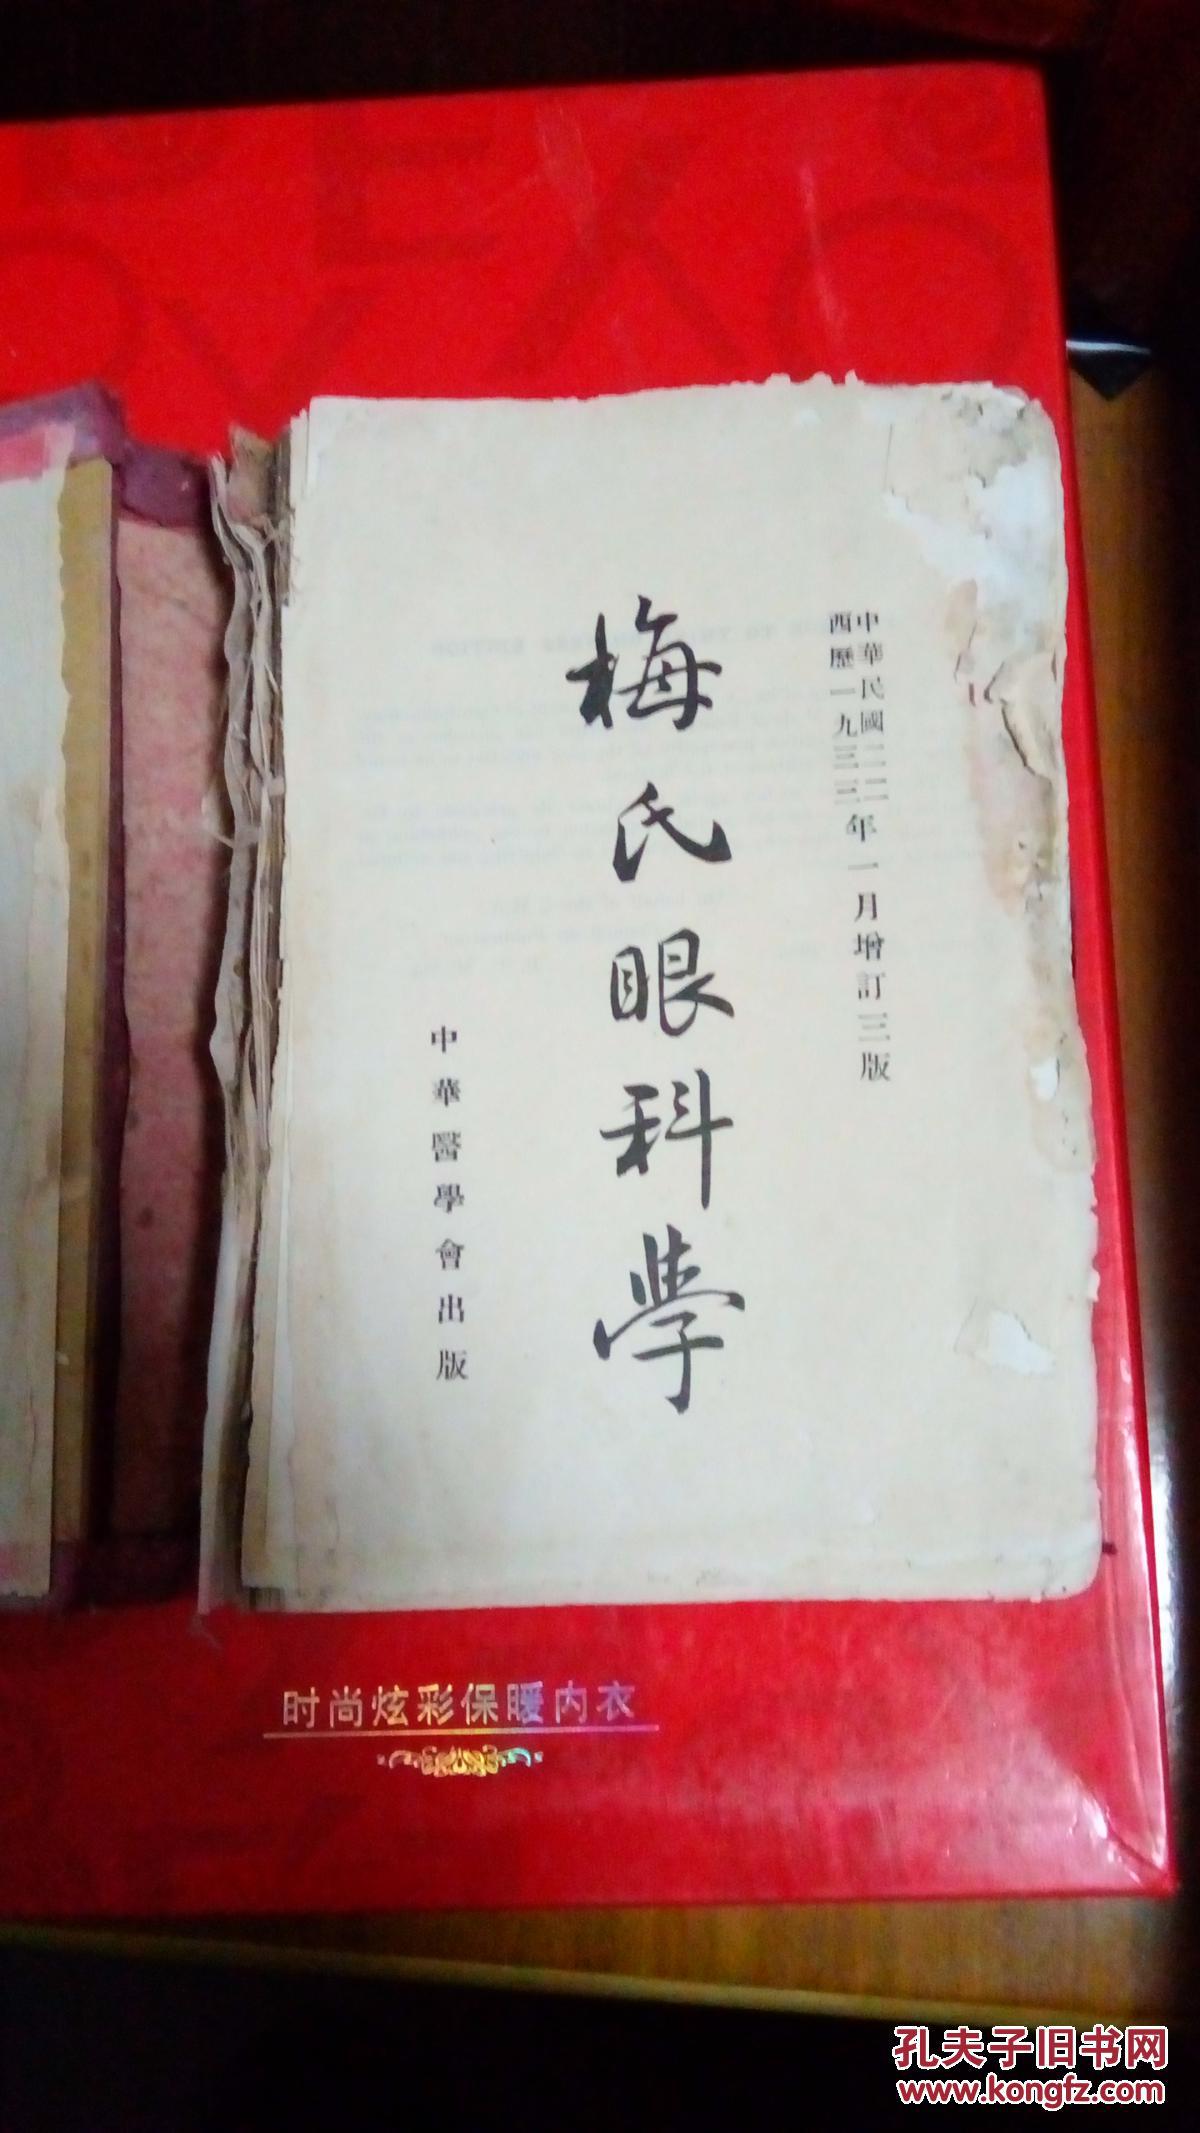 中華民國二二年一月增訂三版
西歷一九三三
梅氏眼科學
中華醫學會出版
时尚炫彩保暖内衣
孔夫子旧书网
www.kongfz.com